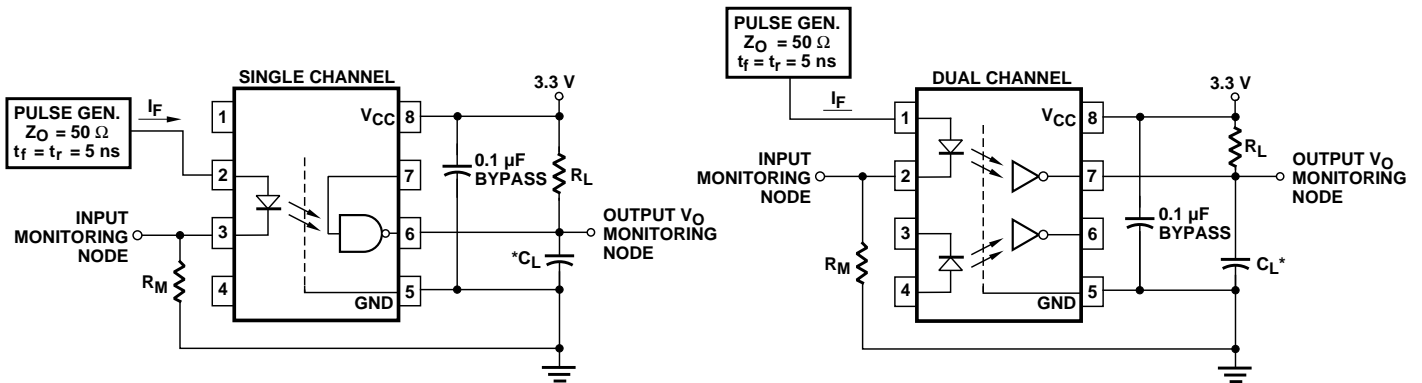 SINGLE CHANNEL
PULSE GEN.
Z_O = 50 Ω
t_f = t_r = 5 ns
I_F
INPUT
MONITORING
NODE
R_M
1
2
3
4
V_CC
8
7
6
5
GND
0.1 µF
BYPASS
3.3 V
R_L
*C_L
OUTPUT V_O
MONITORING
NODE
PULSE GEN.
Z_O = 50 Ω
t_f = t_r = 5 ns
DUAL CHANNEL
I_F
INPUT
MONITORING
NODE
R_M
1
2
3
4
V_CC
8
7
6
5
GND
0.1 µF
BYPASS
3.3 V
R_L
C_L*
OUTPUT V_O
MONITORING
NODE